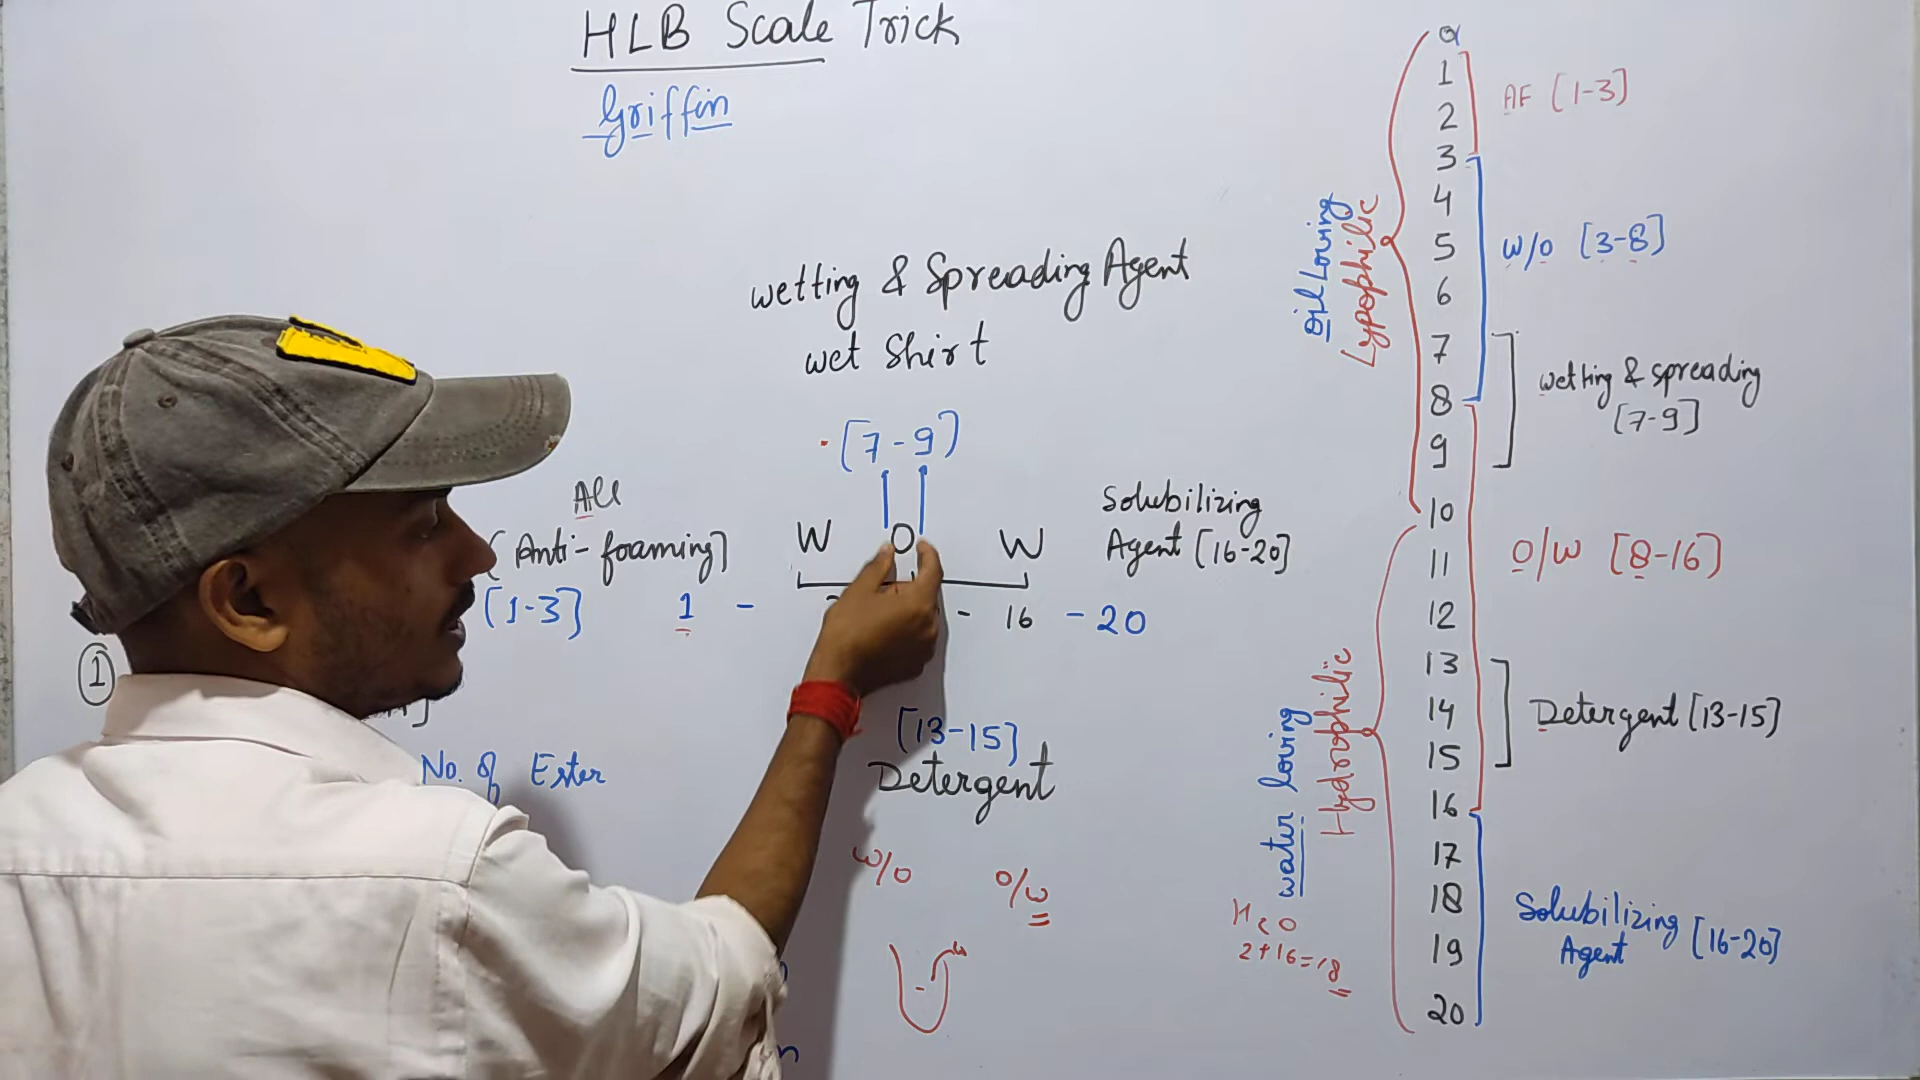 HLB Scale Trick
Griffin
wetting & Spreading Agent
wet Shirt
[7-9]
All
(Anti-foaming]
[1-3]
W O W
1 -
- 16 - 20
Solubilizing
Agent [16-20]
1
No. of Ester
[13-15]
Detergent
W/O O/W
Oil Loving
Lypophilic
water loving
Hydrophilic
H < O
2+16=18
1
2
3
4
5
6
7
8
9
10
11
12
13
14
15
16
17
18
19
20
AF [1-3]
W/O [3-8]
wetting & spreading
[7-9]
O/W [8-16]
Detergent [13-15]
Solubilizing
Agent [16-20]